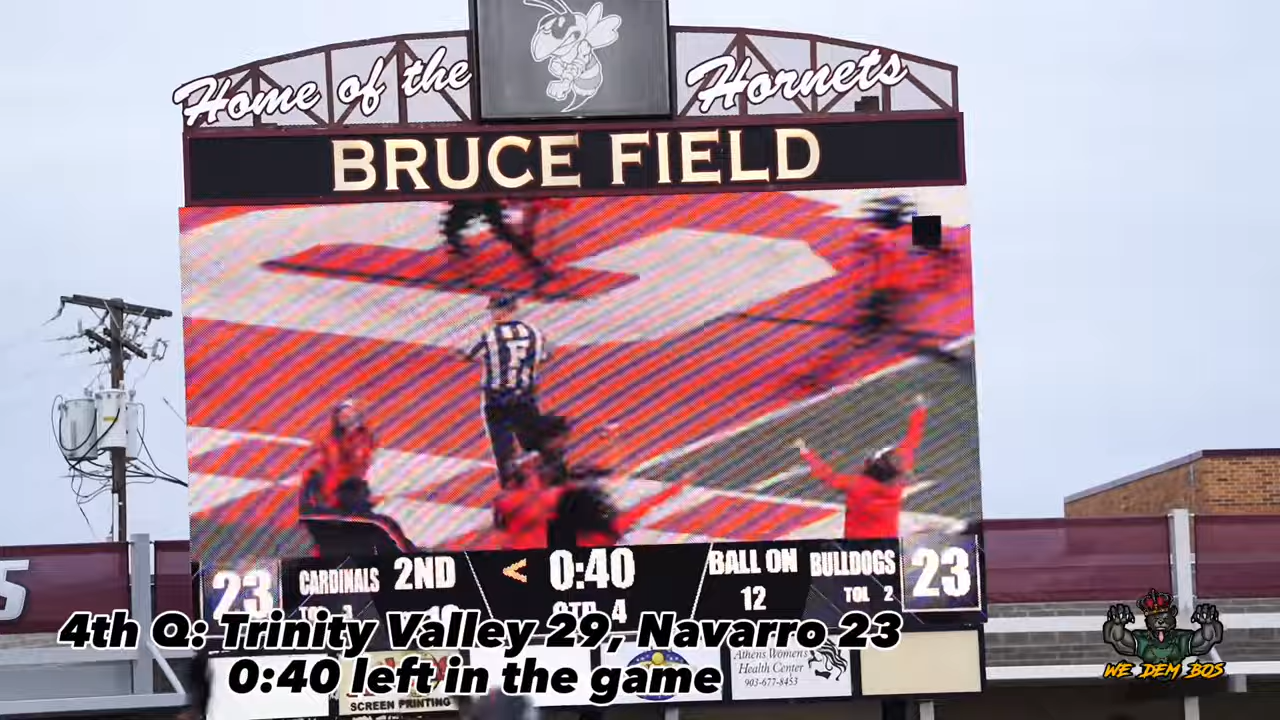 Home of the Hornets
BRUCE FIELD
F
23 CARDINALS 2ND < 0:40 BALL ON BULLDOGS 23
QTR 4 12 TOL 2
4th Q: Trinity Valley 29, Navarro 23
0:40 left in the game
Athens Womens
Health Center
903-677-8453
SCREEN PRINTING
WE DEM BOS